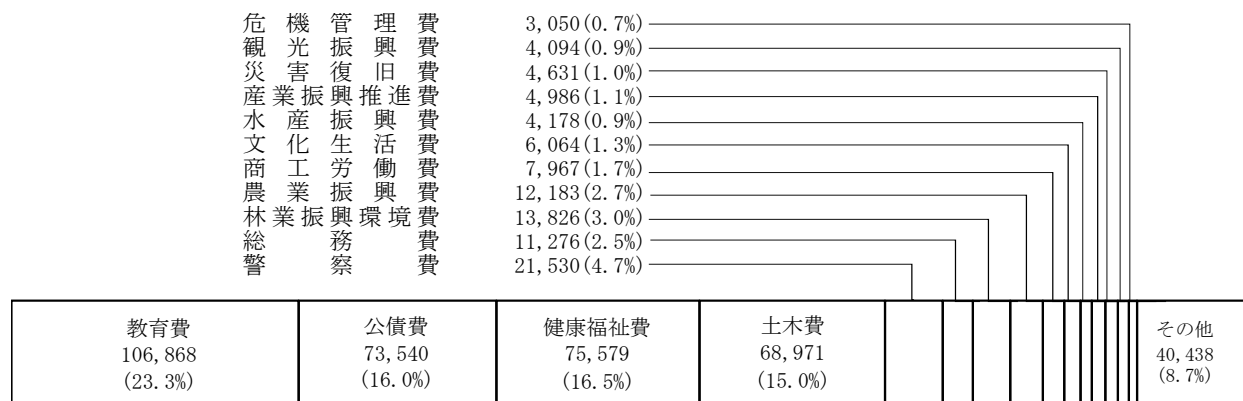 危機管理費 3,050(0.7%)
観光振興費 4,094(0.9%)
災害復旧費 4,631(1.0%)
産業振興推進費 4,986(1.1%)
水産振興費 4,178(0.9%)
文化生活費 6,064(1.3%)
商工労働費 7,967(1.7%)
農業振興費 12,183(2.7%)
林業振興環境費 13,826(3.0%)
総務費 11,276(2.5%)
警察費 21,530(4.7%)
教育費 公債費 健康福祉費 土木費 その他
106,868 73,540 75,579 68,971 40,438
(23.3%) (16.0%) (16.5%) (15.0%) (8.7%)